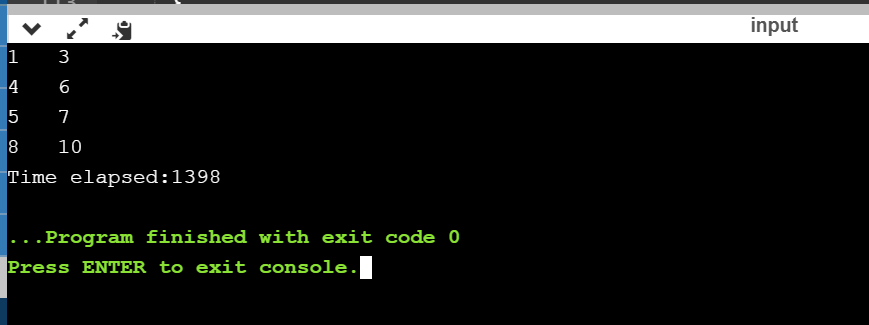 input
1 3
4 6
5 7
8 10
Time elapsed:1398
...Program finished with exit code 0
Press ENTER to exit console.